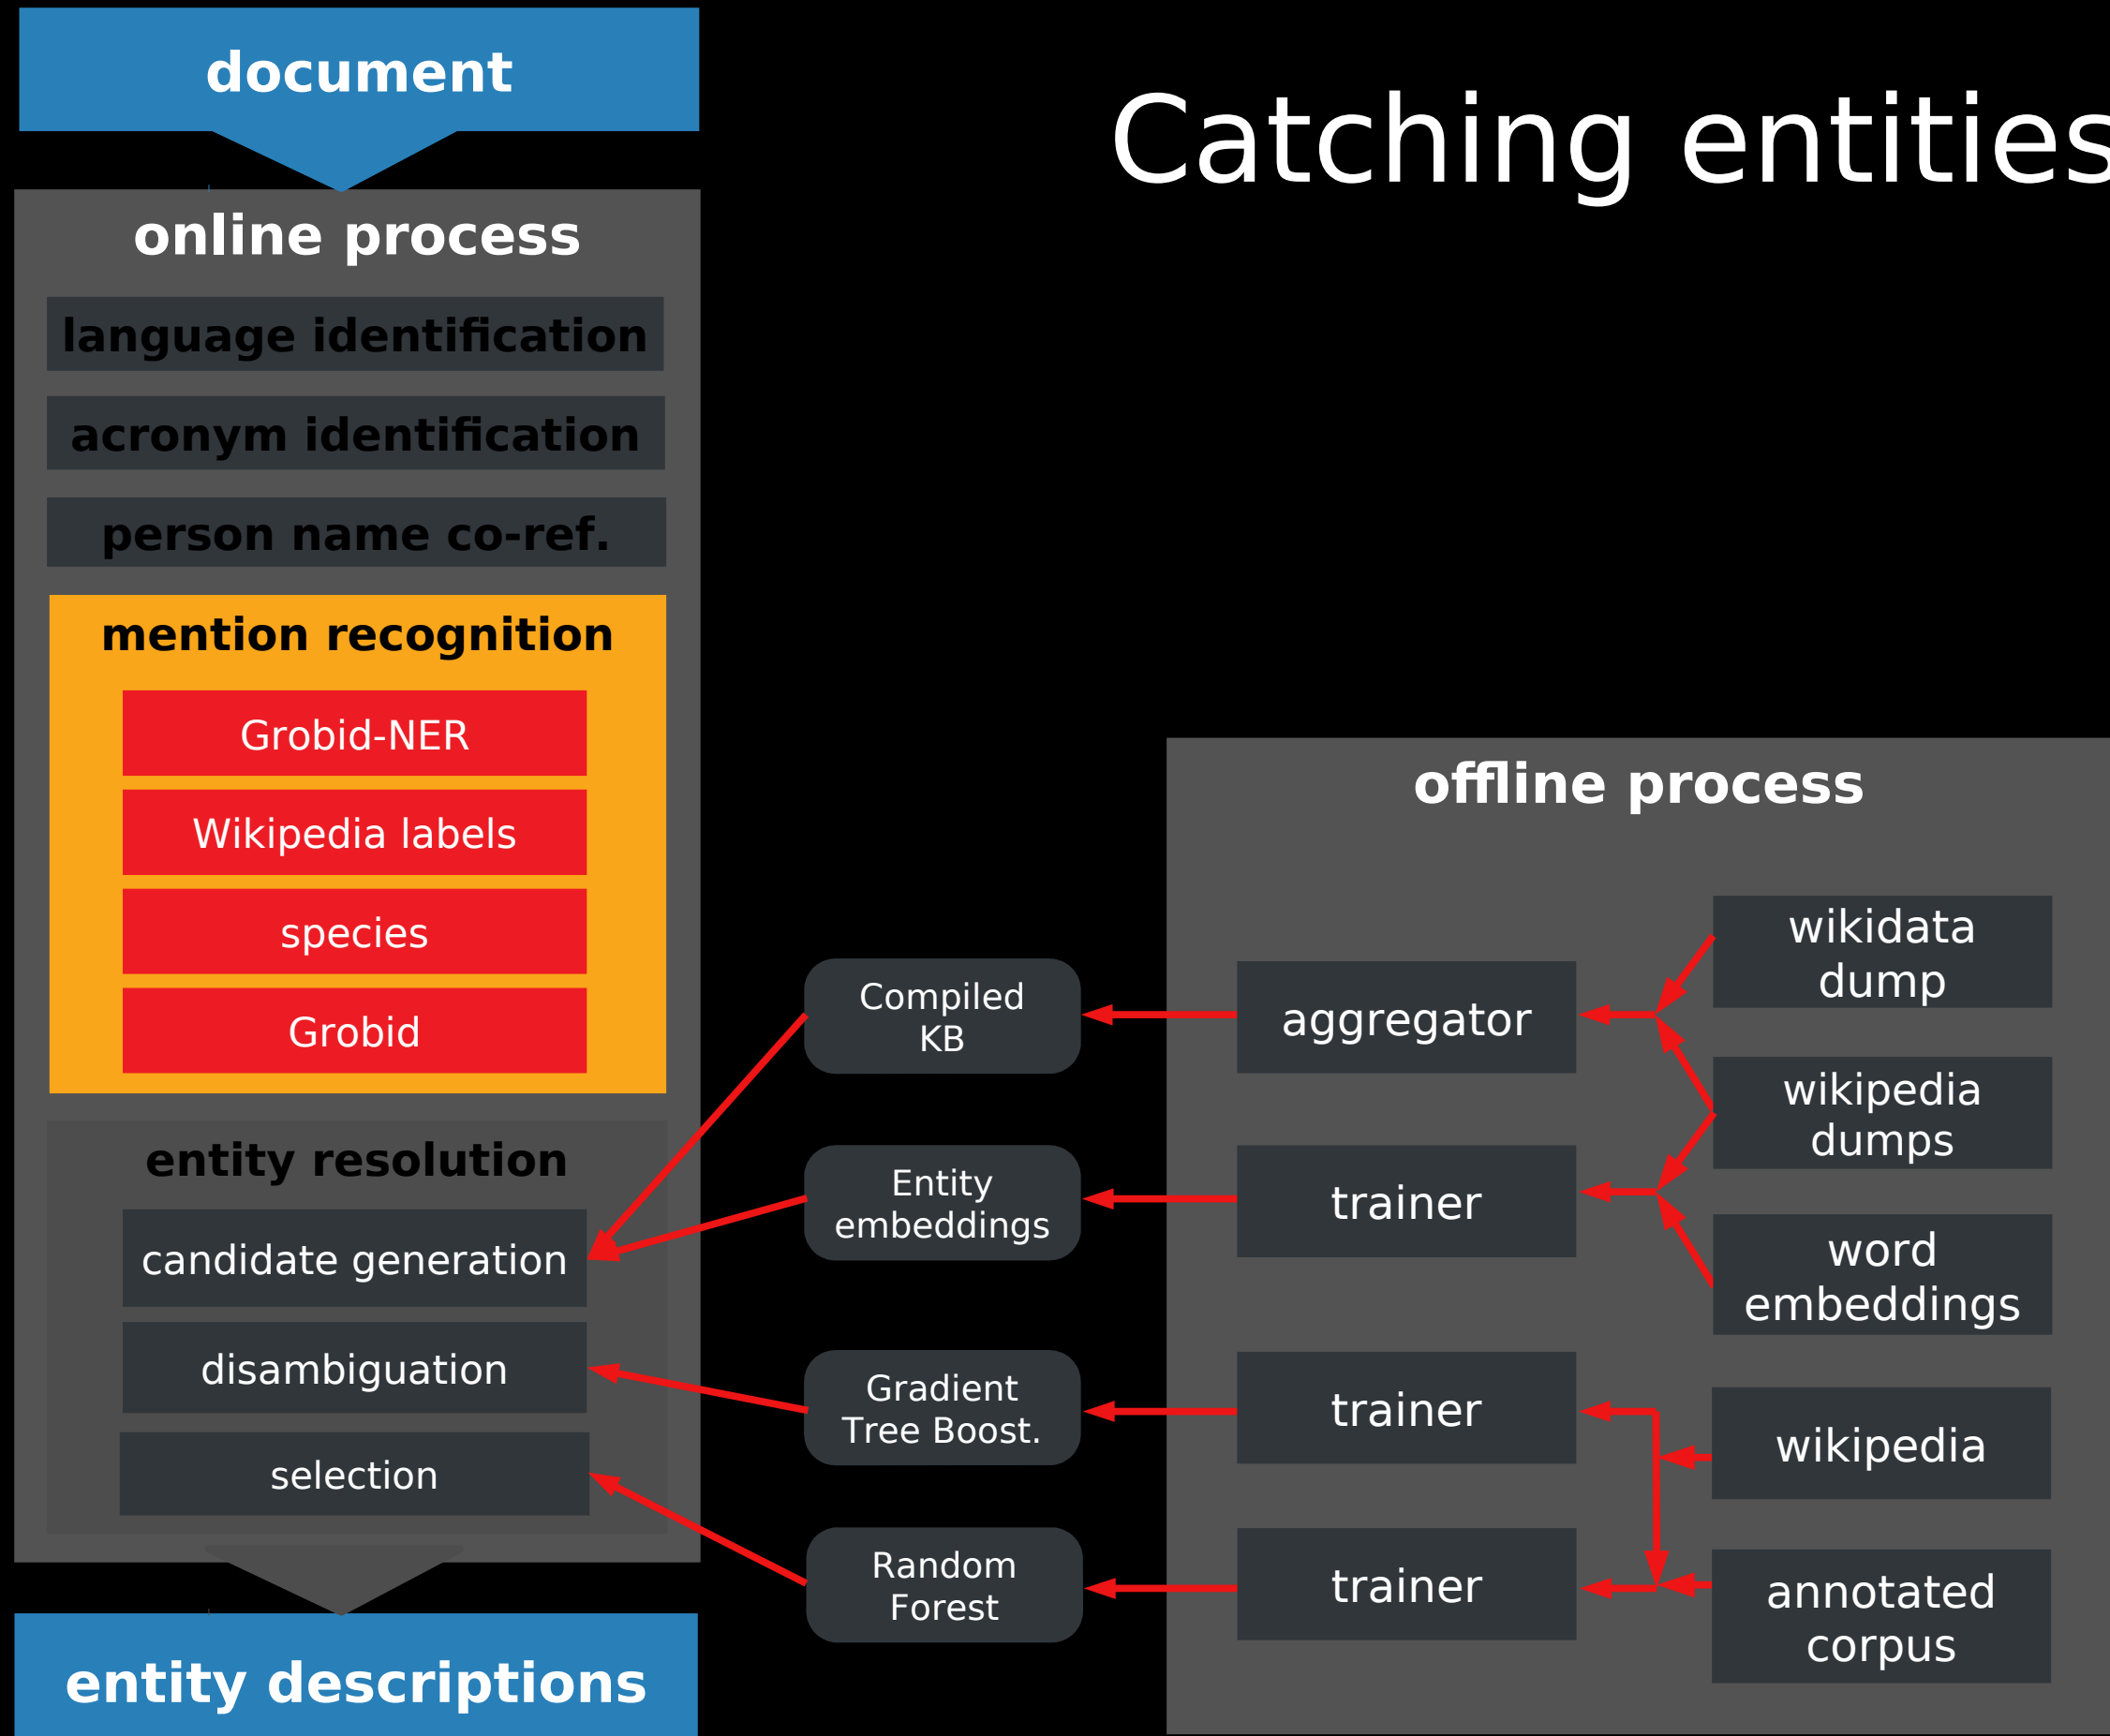 document
Catching entities
online process
language identification
acronym identification
person name co-ref.
mention recognition
Grobid-NER
Wikipedia labels
species
Grobid
entity resolution
candidate generation
disambiguation
selection
entity descriptions
Compiled
KB
Entity
embeddings
Gradient
Tree Boost.
Random
Forest
offline process
aggregator
trainer
trainer
trainer
wikidata
dump
wikipedia
dumps
word
embeddings
wikipedia
annotated
corpus